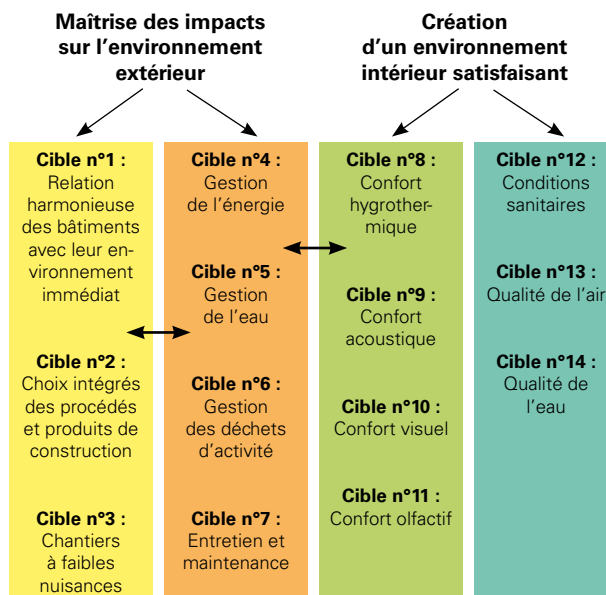 Maîtrise des impacts
sur l'environnement
extérieur
Création
d'un environnement
intérieur satisfaisant
Cible n°1 :
Relation
harmonieuse
des bâtiments
avec leur en-
vironnement
immédiat
Cible n°2 :
Choix intégrés
des procédés
et produits de
construction
Cible n°3 :
Chantiers
à faibles
nuisances
Cible n°4 :
Gestion
de l'énergie
Cible n°5 :
Gestion
de l'eau
Cible n°6 :
Gestion
des déchets
d'activité
Cible n°7 :
Entretien et
maintenance
Cible n°8 :
Confort
hygrother-
mique
Cible n°9 :
Confort
acoustique
Cible n°10 :
Confort visuel
Cible n°11 :
Confort olfactif
Cible n°12 :
Conditions
sanitaires
Cible n°13 :
Qualité de l'air
Cible n°14 :
Qualité de
l'eau